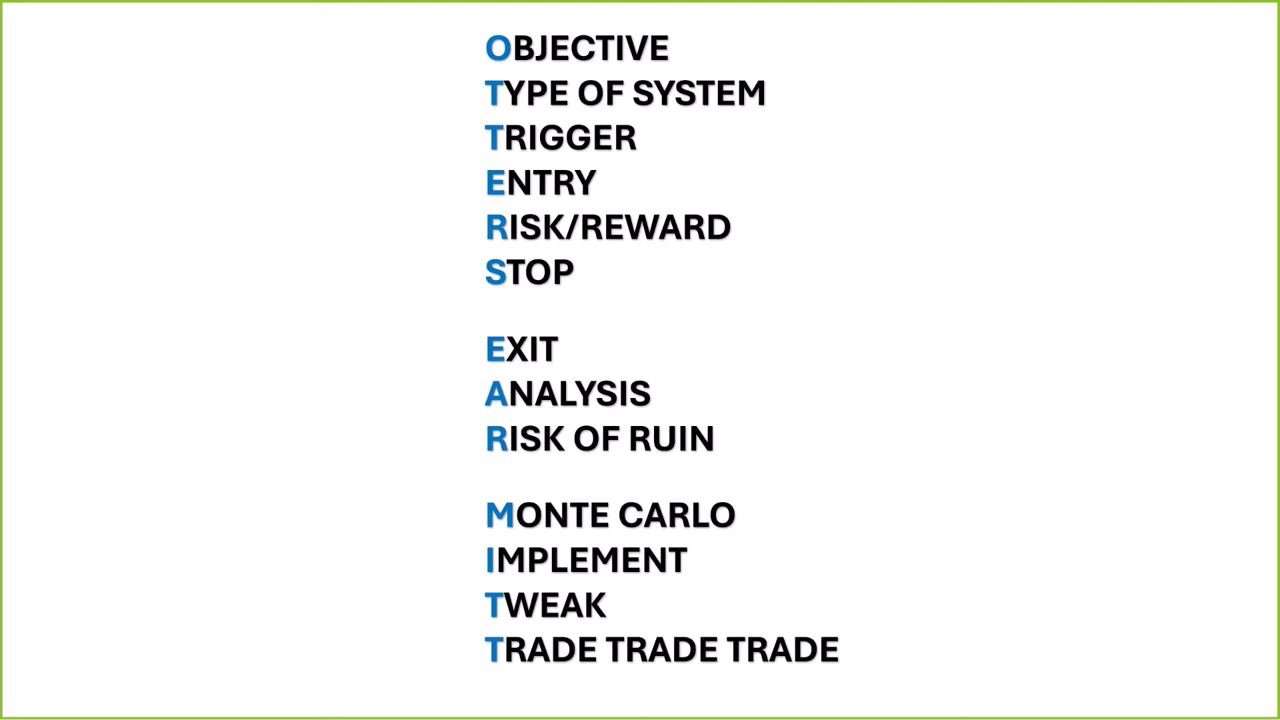 OBJECTIVE
TYPE OF SYSTEM
TRIGGER
ENTRY
RISK/REWARD
STOP
EXIT
ANALYSIS
RISK OF RUIN
MONTE CARLO
IMPLEMENT
TWEAK
TRADE TRADE TRADE